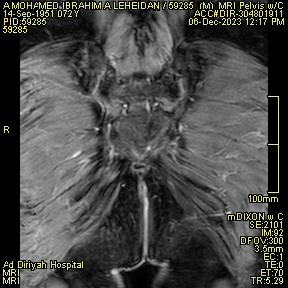 A MOHAMED,IBRAHIM A LEHEIDAN / 59285 (M) MRI Pelvis w/C
14-Sep-1951 072Y
ACC#DIR-304801911
PID:59285
06-Dec-2023 12:17 PM
59285
R
100mm
mDIXON w C
SE:2101
IM:92
DFOV:300
3.5mm
EC:1
Ad Diriyah Hospital
TE:0
MRI
ET:70
MRI
TR:5.29